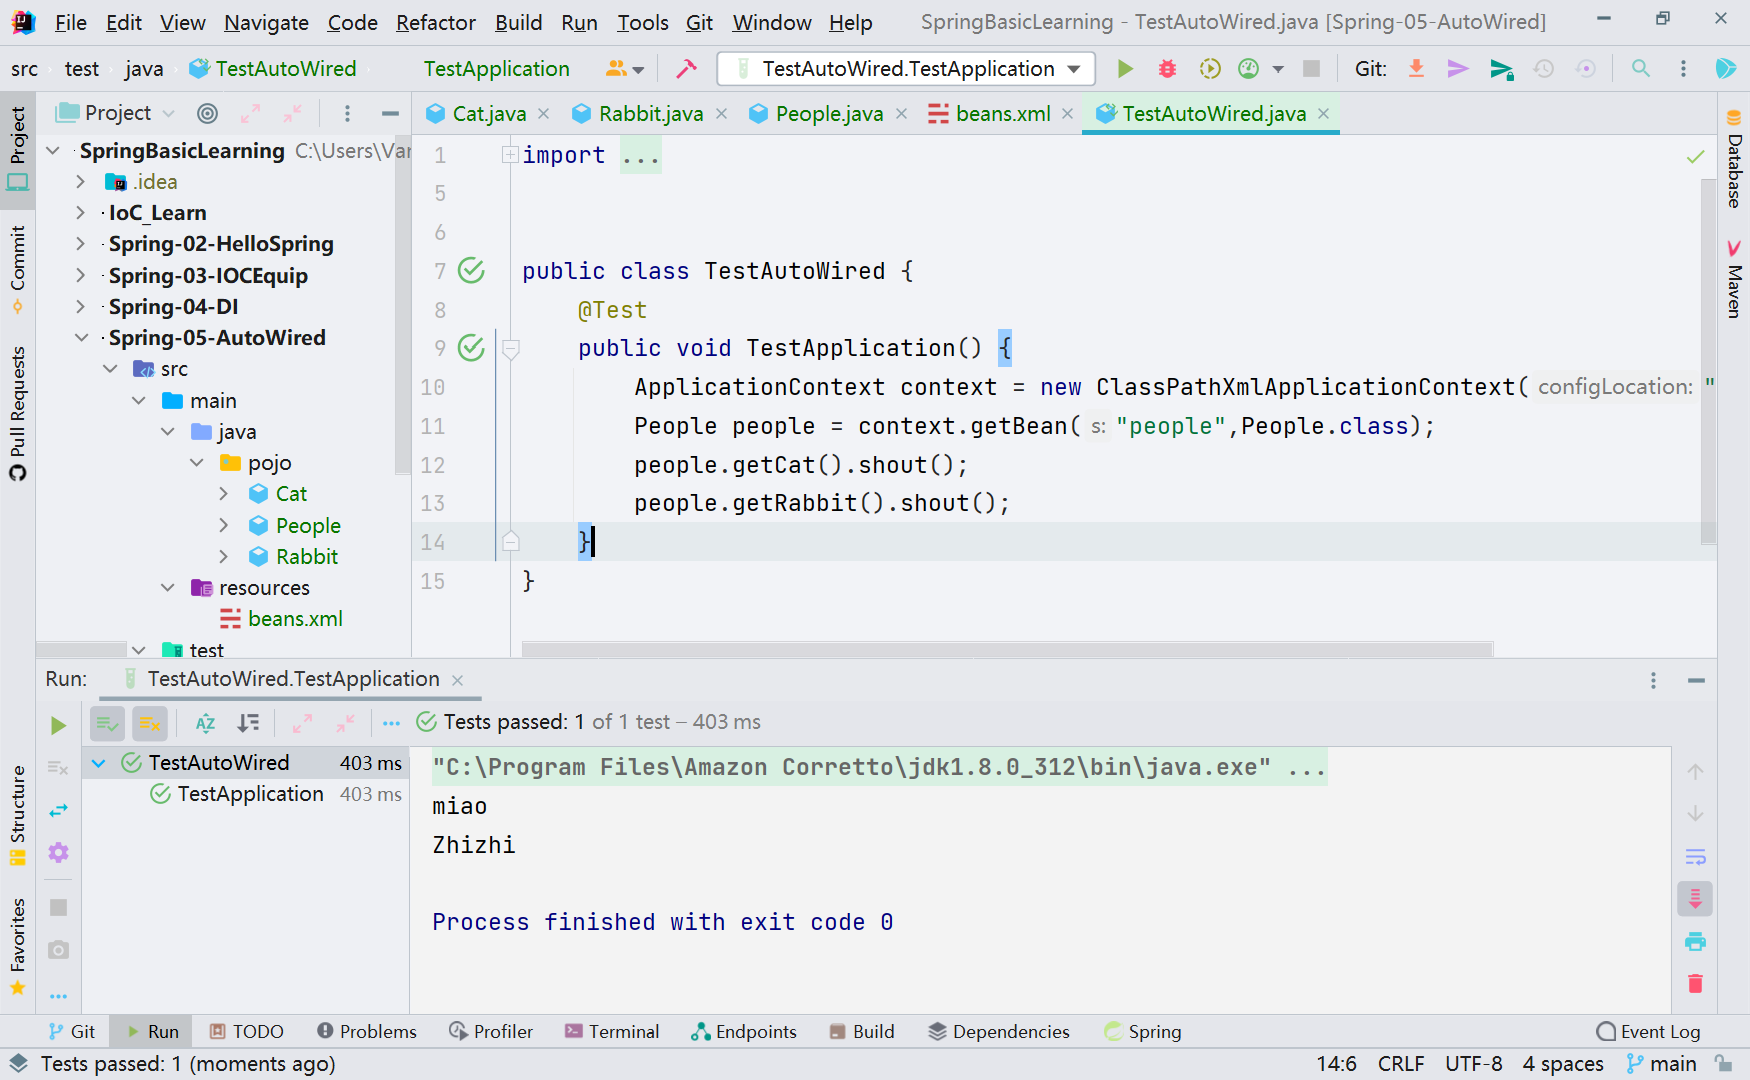 File Edit View Navigate Code Refactor Build Run Tools Git Window Help SpringBasicLearning - TestAutoWired.java [Spring-05-AutoWired]
src test java TestAutoWired TestApplication TestAutoWired.TestApplication Git:
Project
Cat.java Rabbit.java People.java beans.xml TestAutoWired.java
SpringBasicLearning C:\Users\Var
.idea
IoC_Learn
Spring-02-HelloSpring
Spring-03-IOCEquip
Spring-04-DI
Spring-05-AutoWired
src
main
java
pojo
Cat
People
Rabbit
resources
beans.xml
test
1 import ...
5
6
7 public class TestAutoWired {
8 @Test
9 public void TestApplication() {
10 ApplicationContext context = new ClassPathXmlApplicationContext( configLocation: "
11 People people = context.getBean( s: "people",People.class);
12 people.getCat().shout();
13 people.getRabbit().shout();
14 }
15 }
Project
Commit
Pull Requests
Structure
Favorites
Database
Maven
Run: TestAutoWired.TestApplication
Tests passed: 1 of 1 test – 403 ms
TestAutoWired 403 ms
TestApplication 403 ms
"C:\Program Files\Amazon Corretto\jdk1.8.0_312\bin\java.exe" ...
miao
Zhizhi
Process finished with exit code 0
Git Run TODO Problems Profiler Terminal Endpoints Build Dependencies Spring Event Log
Tests passed: 1 (moments ago) 14:6 CRLF UTF-8 4 spaces main